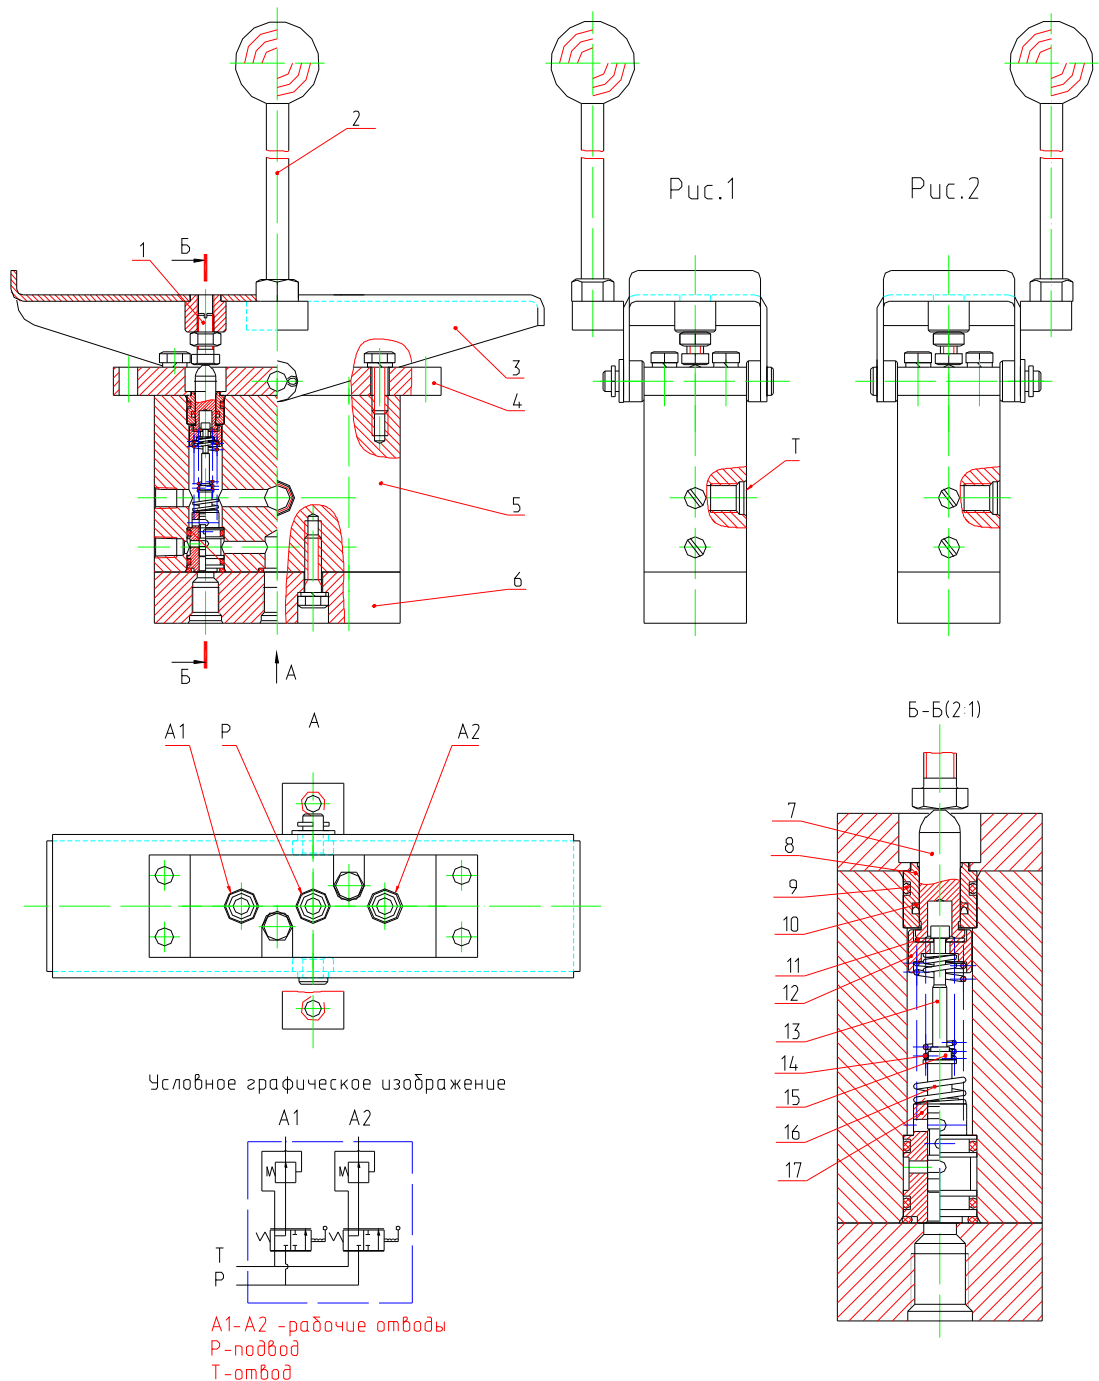 2
Рис.1
Рис.2
Б
1
3
4
Т
5
6
Б
А
А
А1
Р
А2
Б-Б(2:1)
7
8
9
10
11
12
13
14
15
16
17
Условное графическое изображение
А1
А2
Т
Р
А1-А2 -рабочие отводы
Р-подвод
Т-отвод